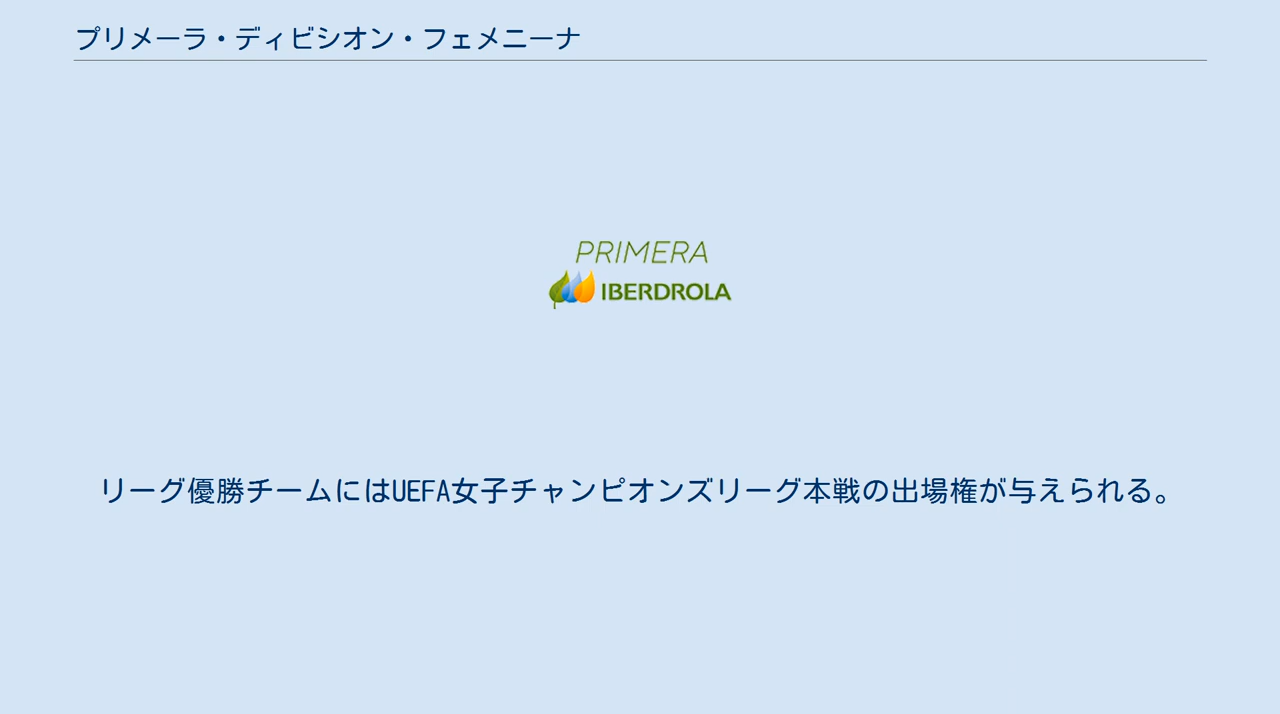 プリメーラ・ディビシオン・フェメニーナ
PRIMERA
IBERDROLA
リーグ優勝チームにはUEFA女子チャンピオンズリーグ本戦の出場権が与えられる。